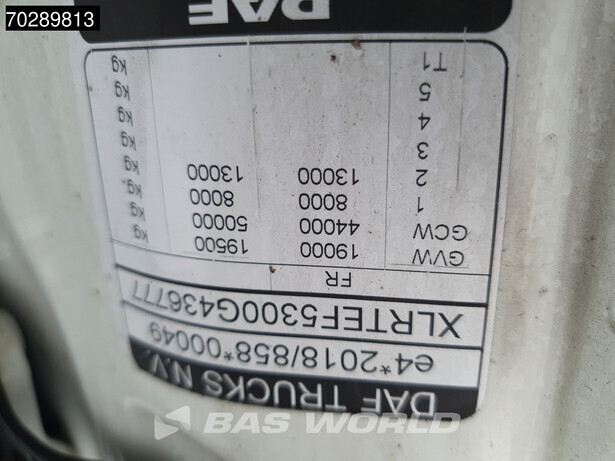 70289813
DAF TRUCKS N.V.
e4*2018/858*00049
XLRTEF5300G436777
FR
GVW 19000 19500 kg
GCW 44000 50000 kg
1 8000 8000 kg
2 13000 13000 kg
3 kg
4 kg
5 kg
T1 kg
DAF
BAS WORLD